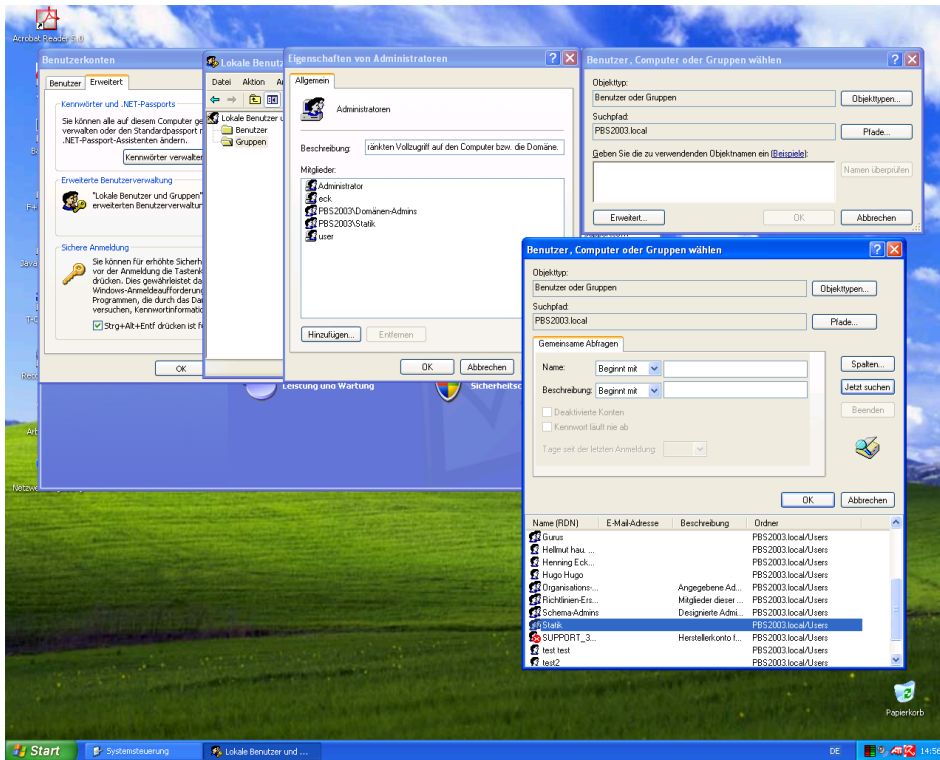 Acrobat Reader 5.0
Benutzerkonten
Benutzer
Erweitert
Kennwörter und .NET-Passports
Sie können alle auf diesem Computer ge
verwalten oder den Standardpassport
.NET-Passport-Assistenten ändern.
Kennwörter verwalten
Erweiterte Benutzerverwaltung
"Lokale Benutzer und Gruppen"
erweiterten Benutzerverwaltur
Sichere Anmeldung
Sie können für erhöhte Sicherh
vor der Anmeldung die Tastenk
drücken. Dies gewährleistet da
Windows-Anmeldeaufforderung
Programmen, die durch das Da
versuchen, Kennwortinformatic
Strg+Alt+Entf drücken ist f
OK
Lokale Benutz
Datei
Aktion
Lokale Benutzer u
Benutzer
Gruppen
Eigenschaften von Administratoren
Allgemein
Administratoren
Beschreibung:
ränkten Vollzugriff auf den Computer bzw. die Domäne.
Mitglieder:
Administrator
eck
PBS2003\Domänen-Admins
PBS2003\Statik
user
Hinzufügen...
Entfernen
OK
Abbrechen
Benutzer, Computer oder Gruppen wählen
Objekttyp:
Benutzer oder Gruppen
Objekttypen...
Suchpfad:
PBS2003.local
Pfade...
Geben Sie die zu verwendenden Objektnamen ein (Beispiele):
Namen überprüfen
Erweitert...
OK
Abbrechen
Benutzer, Computer oder Gruppen wählen
Objekttyp:
Benutzer oder Gruppen
Objekttypen...
Suchpfad:
PBS2003.local
Pfade...
Gemeinsame Abfragen
Name:
Beginnt mit
Beschreibung:
Beginnt mit
Deaktivierte Konten
Kennwort läuft nie ab
Tage seit der letzten Anmeldung:
Spalten...
Jetzt suchen
Beenden
OK
Abbrechen
Name (RDN) E-Mail-Adresse Beschreibung Ordner
Gurus PBS2003.local/Users
Hellmut hau. ... PBS2003.local/Users
Henning Eck... PBS2003.local/Users
Hugo Hugo PBS2003.local/Users
Organisations-... Angegebene Ad... PBS2003.local/Users
Richtlinien-Ers... Mitglieder dieser ... PBS2003.local/Users
Schema-Admins Designierte Admi... PBS2003.local/Users
Statik PBS2003.local/Users
SUPPORT_3... Herstellerkonto f... PBS2003.local/Users
test test PBS2003.local/Users
test2 PBS2003.local/Users
Leistung und Wartung
Sicherheitsc
Papierkorb
Start
Systemsteuerung
Lokale Benutzer und ...
DE
14:56